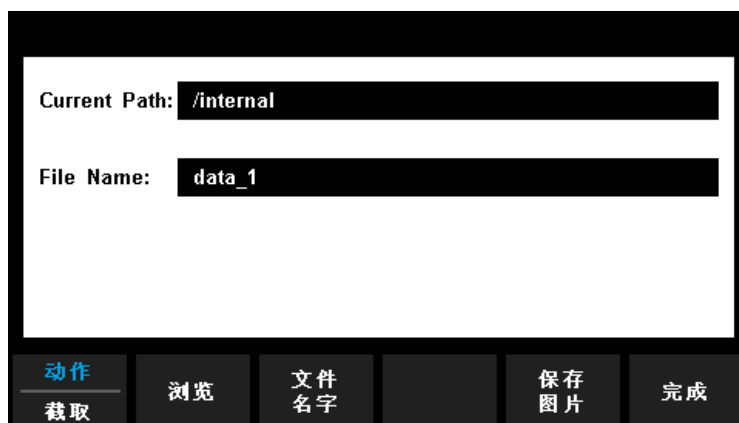 Current Path: /internal
File Name: data_1
动作
截取
浏览
文件
名字
保存
图片
完成